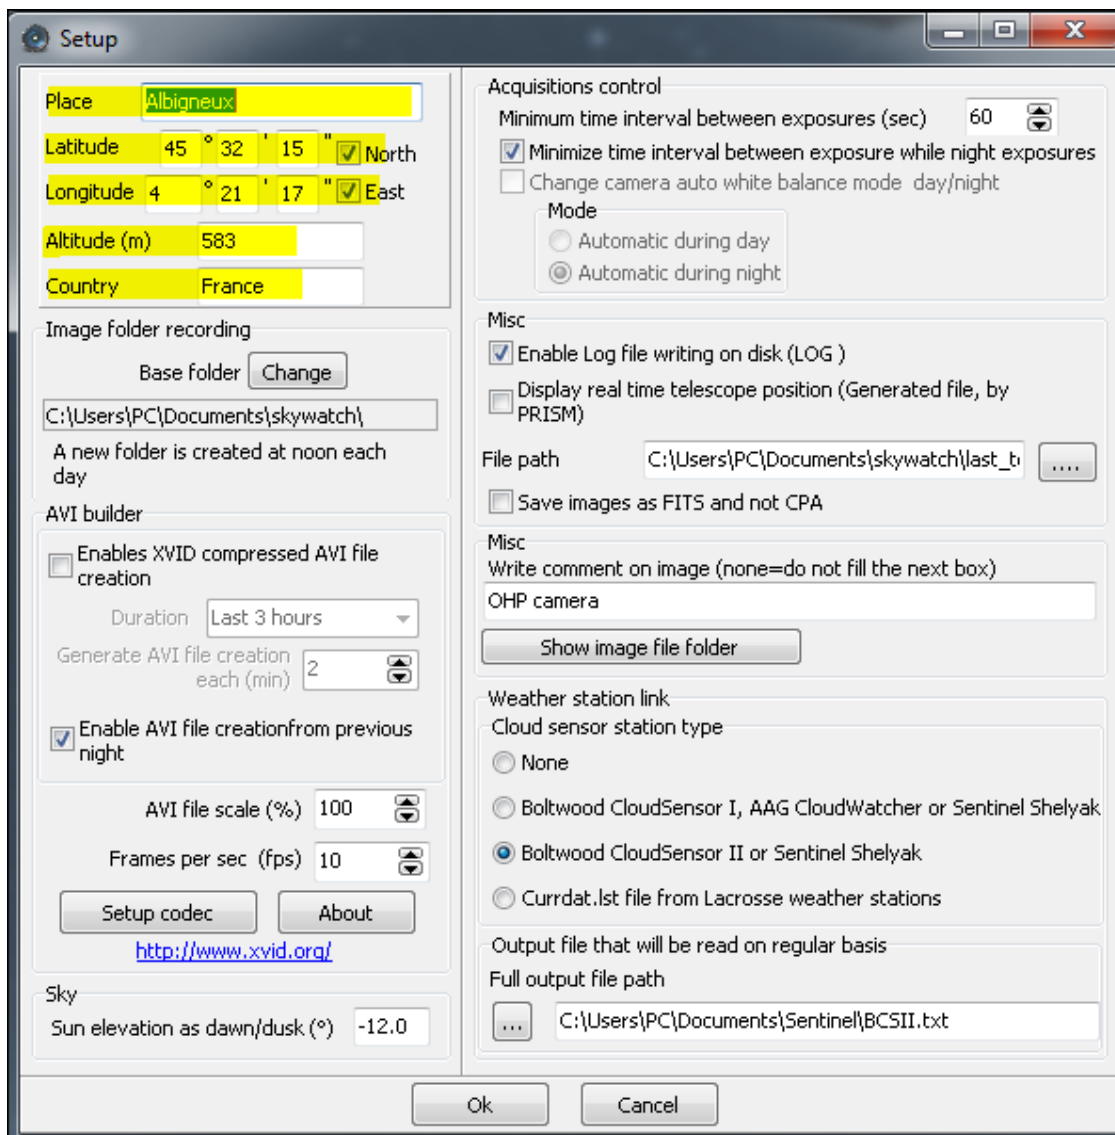 Setup
Place Albigneux
Latitude 45 ° 32 ' 15 " North
Longitude 4 ° 21 ' 17 " East
Altitude (m) 583
Country France
Image folder recording
Base folder Change
C:\Users\PC\Documents\skywatch\
A new folder is created at noon each
day
AVI builder
Enables XVID compressed AVI file
creation
Duration Last 3 hours
Generate AVI file creation
each (min) 2
Enable AVI file creationfrom previous
night
AVI file scale (%) 100
Frames per sec (fps) 10
Setup codec About
http://www.xvid.org/
Sky
Sun elevation as dawn/dusk (°) -12.0
Acquisitions control
Minimum time interval between exposures (sec) 60
Minimize time interval between exposure while night exposures
Change camera auto white balance mode day/night
Mode
Automatic during day
Automatic during night
Misc
Enable Log file writing on disk (LOG )
Display real time telescope position (Generated file, by
PRISM)
File path C:\Users\PC\Documents\skywatch\last_t ....
Save images as FITS and not CPA
Misc
Write comment on image (none=do not fill the next box)
OHP camera
Show image file folder
Weather station link
Cloud sensor station type
None
Boltwood CloudSensor I, AAG CloudWatcher or Sentinel Shelyak
Boltwood CloudSensor II or Sentinel Shelyak
Currdat.lst file from Lacrosse weather stations
Output file that will be read on regular basis
Full output file path
... C:\Users\PC\Documents\Sentinel\BCSII.txt
Ok Cancel